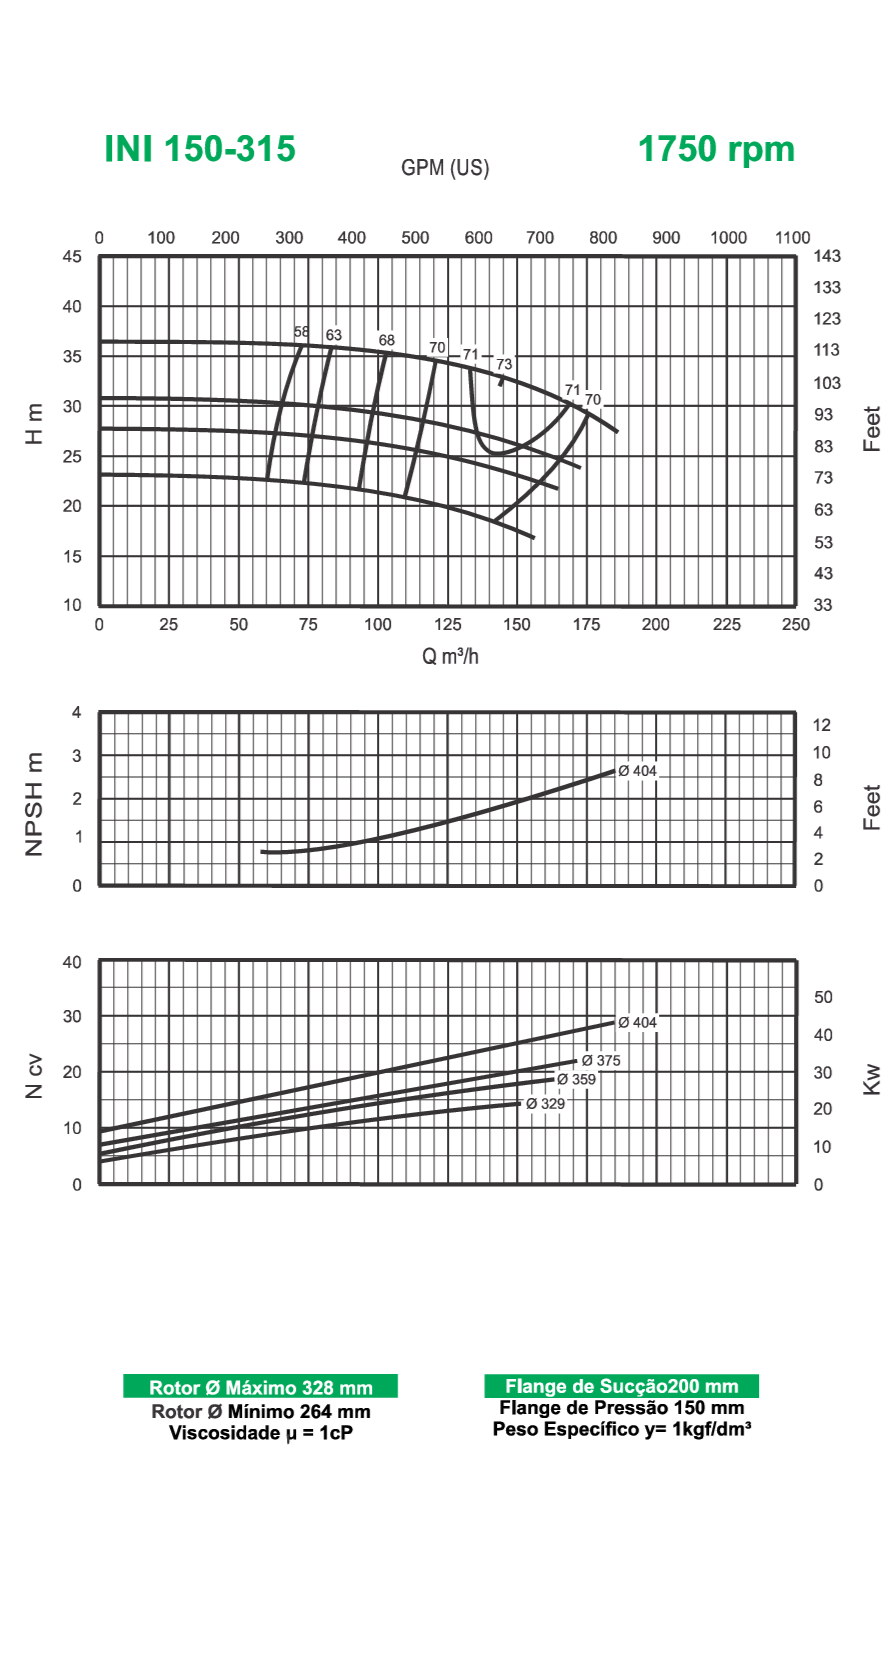 INI 150-315
1750 rpm
GPM (US)
0 100 200 300 400 500 600 700 800 900 1000 1100
45 143
133
40 123
35 113
103
30 93
25 83
73
20 63
15 53
43
10 33
H m
Feet
58 63 68 70 71 73 71 70
0 25 50 75 100 150 125 175 200 225 250
Q m³/h
4 12
3 10
8
2 6
1 4
2
0 0
NPSH m
Feet
Ø 404
40
50
30 40
20 30
20
10 10
0 0
N cv
Kw
Ø 404
Ø 375
Ø 359
Ø 329
Rotor Ø Máximo 328 mm
Rotor Ø Mínimo 264 mm
Viscosidade µ = 1cP
Flange de Sucção200 mm
Flange de Pressão 150 mm
Peso Específico y= 1kgf/dm³